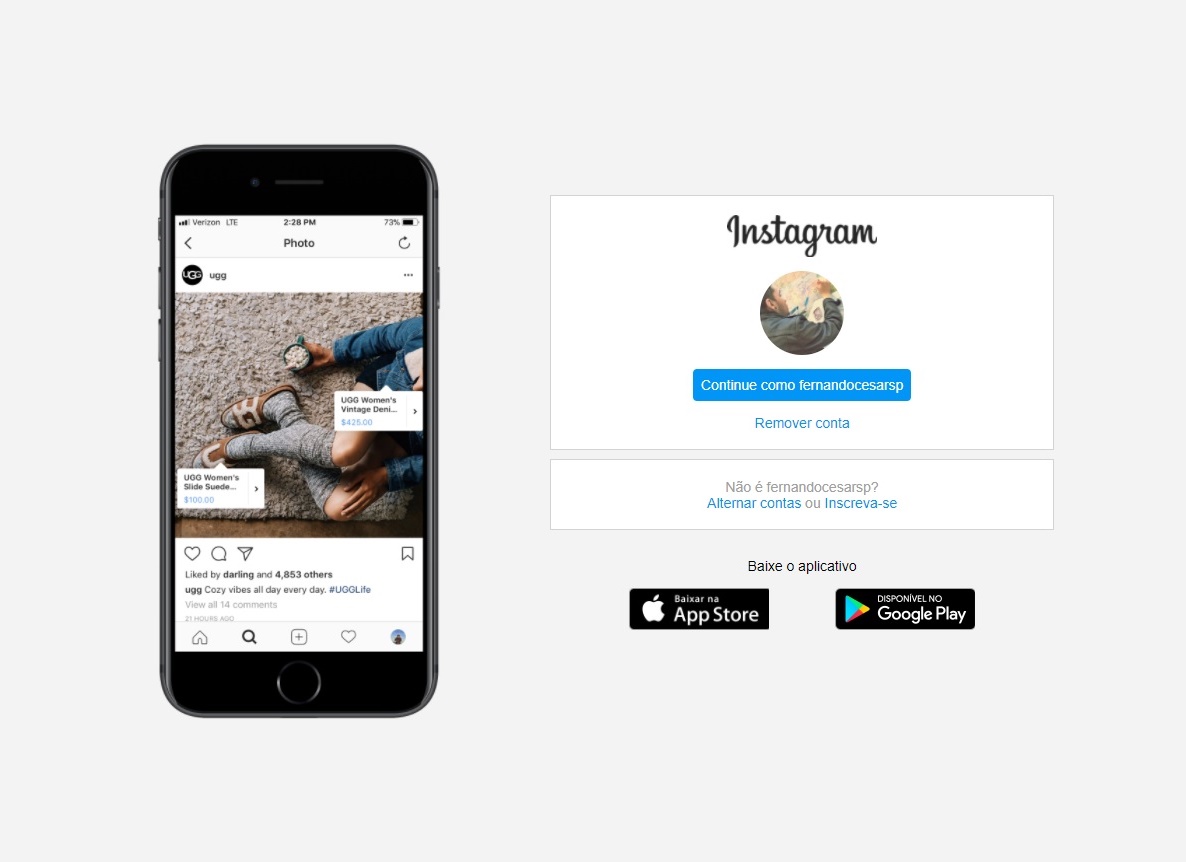 Verizon LTE 2:28 PM 73%
Photo
UGG ugg
UGG Women's
Vintage Deni...
$425.00
UGG Women's
Slide Suede...
$100.00
Liked by darling and 4,853 others
ugg Cozy vibes all day every day. #UGGLife
View all 14 comments
21 HOURS AGO
Instagram
Continue como fernandocesarsp
Remover conta
Não é fernandocesarsp?
Alternar contas ou Inscreva-se
Baixe o aplicativo
Baixar na
App Store
DISPONÍVEL NO
Google Play